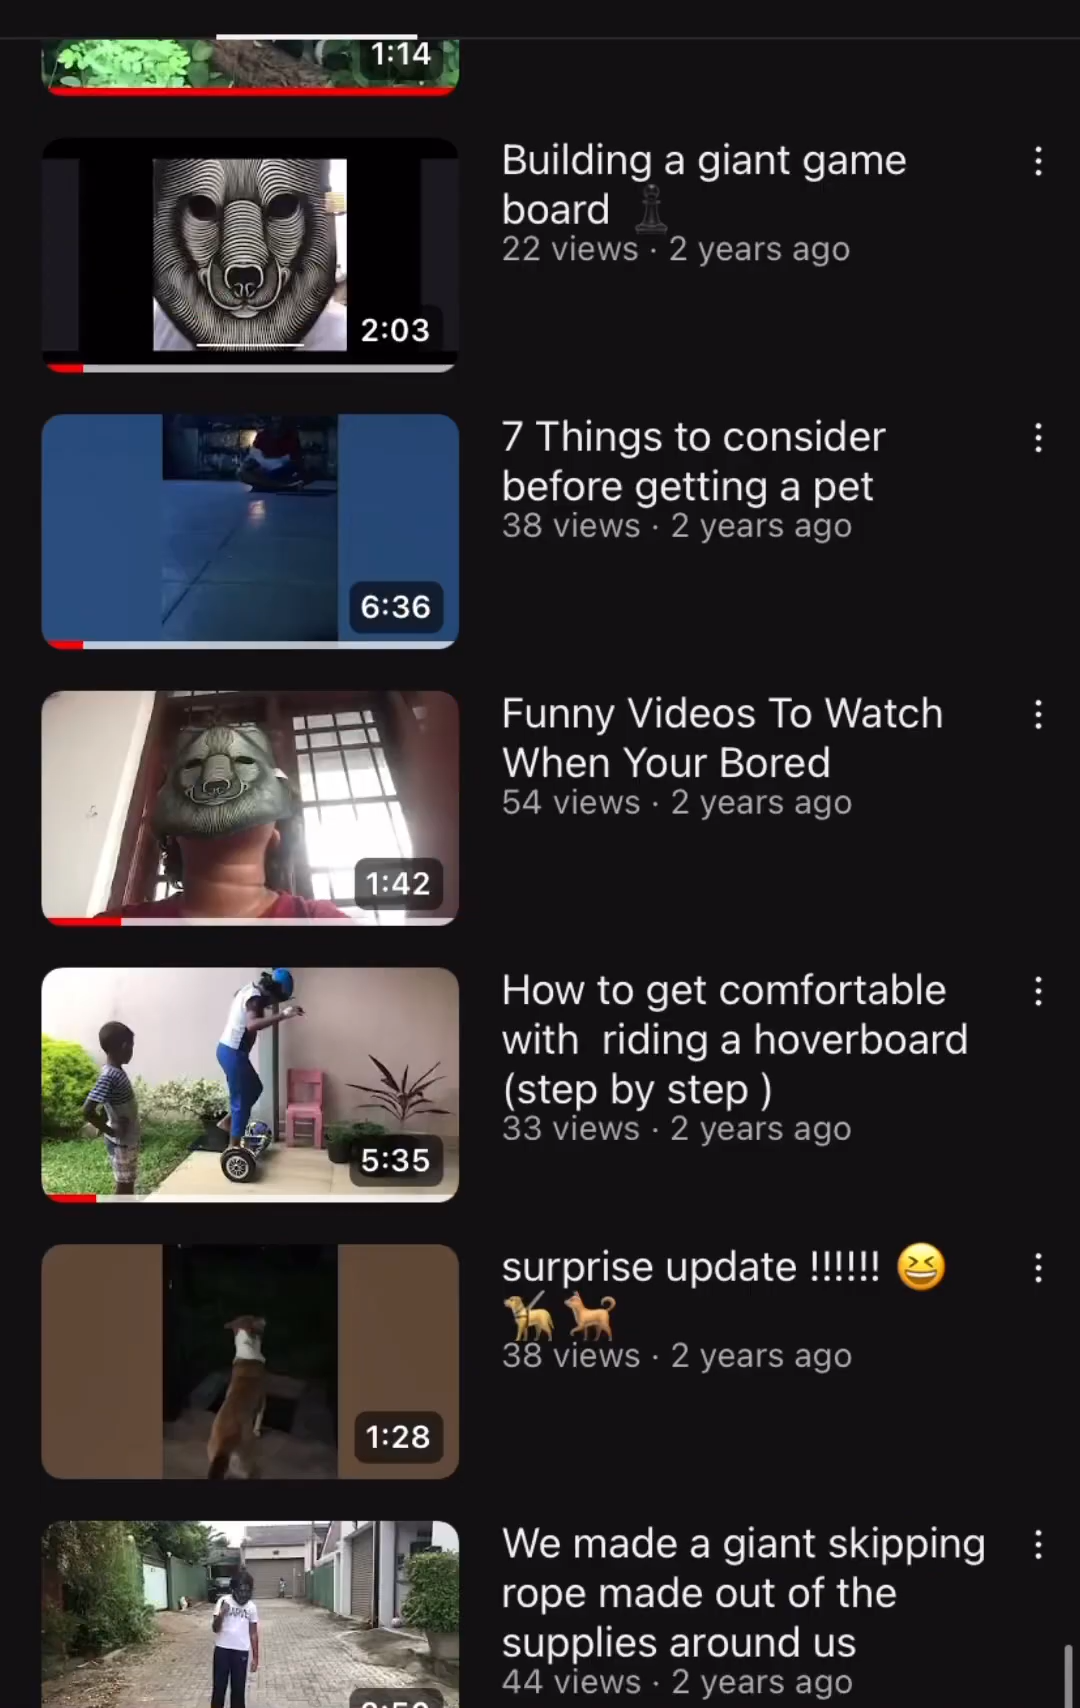 1:14
Building a giant game
board ♟
22 views · 2 years ago
2:03
7 Things to consider
before getting a pet
38 views · 2 years ago
6:36
Funny Videos To Watch
When Your Bored
54 views · 2 years ago
1:42
How to get comfortable
with  riding a hoverboard
(step by step )
33 views · 2 years ago
5:35
surprise update !!!!!! 😆
🦮🐕
38 views · 2 years ago
1:28
We made a giant skipping
rope made out of the
supplies around us
44 views · 2 years ago